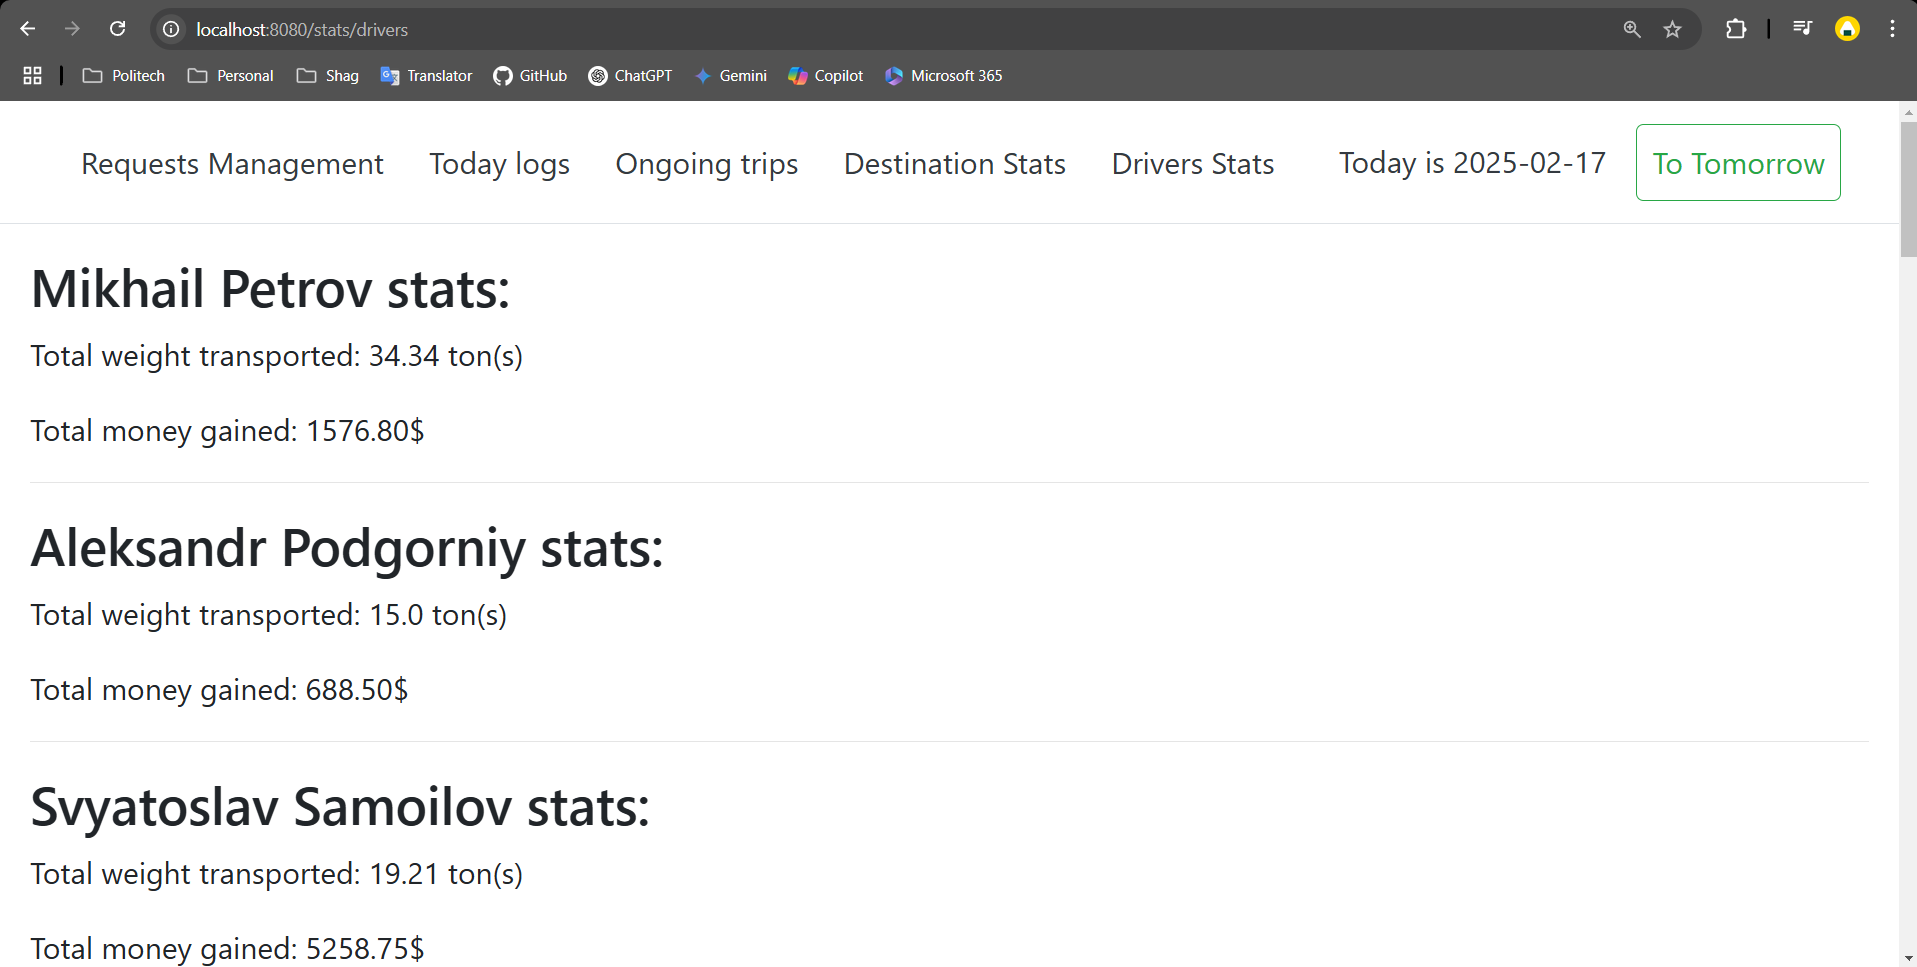 localhost:8080/stats/drivers
Politech Personal Shag Translator GitHub ChatGPT Gemini Copilot Microsoft 365
Requests Management Today logs Ongoing trips Destination Stats Drivers Stats Today is 2025-02-17 To Tomorrow
Mikhail Petrov stats:
Total weight transported: 34.34 ton(s)
Total money gained: 1576.80$
Aleksandr Podgorniy stats:
Total weight transported: 15.0 ton(s)
Total money gained: 688.50$
Svyatoslav Samoilov stats:
Total weight transported: 19.21 ton(s)
Total money gained: 5258.75$